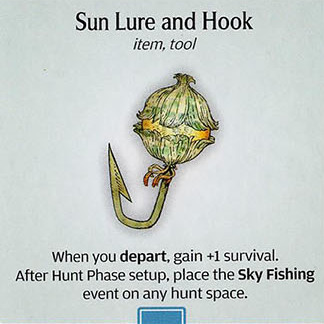 Sun Lure and Hook
item, tool
When you depart, gain +1 survival.
After Hunt Phase setup, place the Sky Fishing
event on any hunt space.